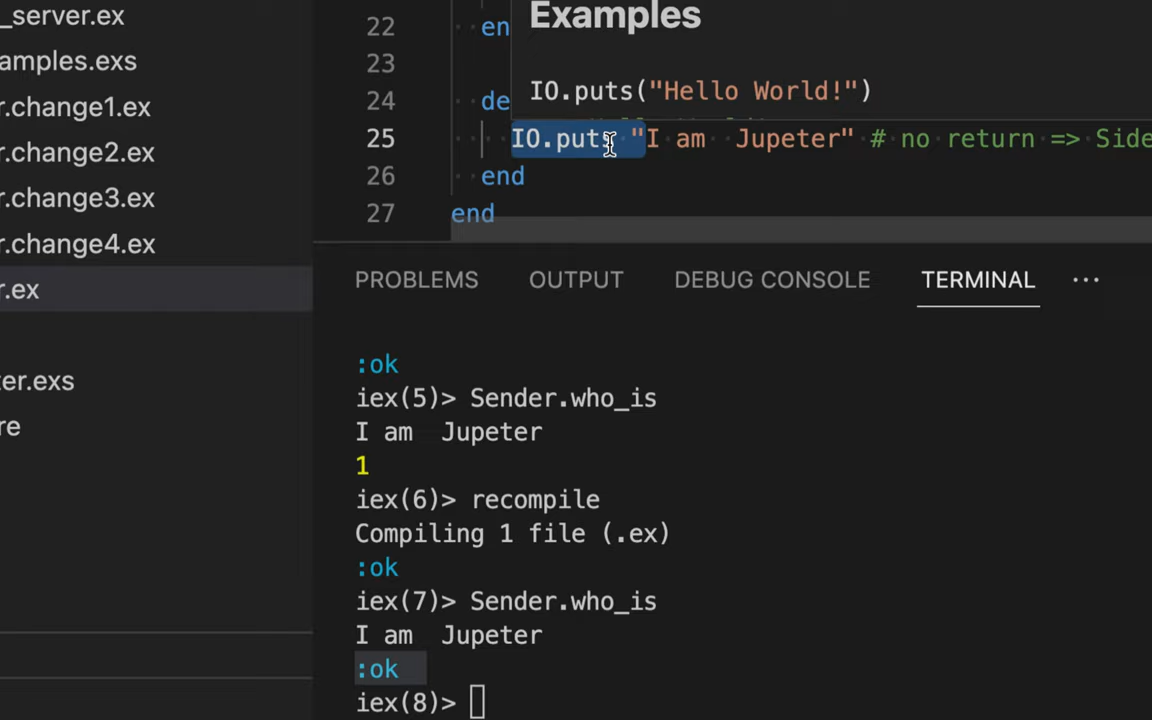 _server.ex
amples.exs
r.change1.ex
r.change2.ex
r.change3.ex
r.change4.ex
r.ex
ter.exs
re
22 en
23
24 de
25 IO.puts "I am  Jupeter" # no return => Side
26 end
27 end
Examples
IO.puts("Hello World!")
PROBLEMS OUTPUT DEBUG CONSOLE TERMINAL ···
:ok
iex(5)> Sender.who_is
I am  Jupeter
1
iex(6)> recompile
Compiling 1 file (.ex)
:ok
iex(7)> Sender.who_is
I am  Jupeter
:ok
iex(8)>